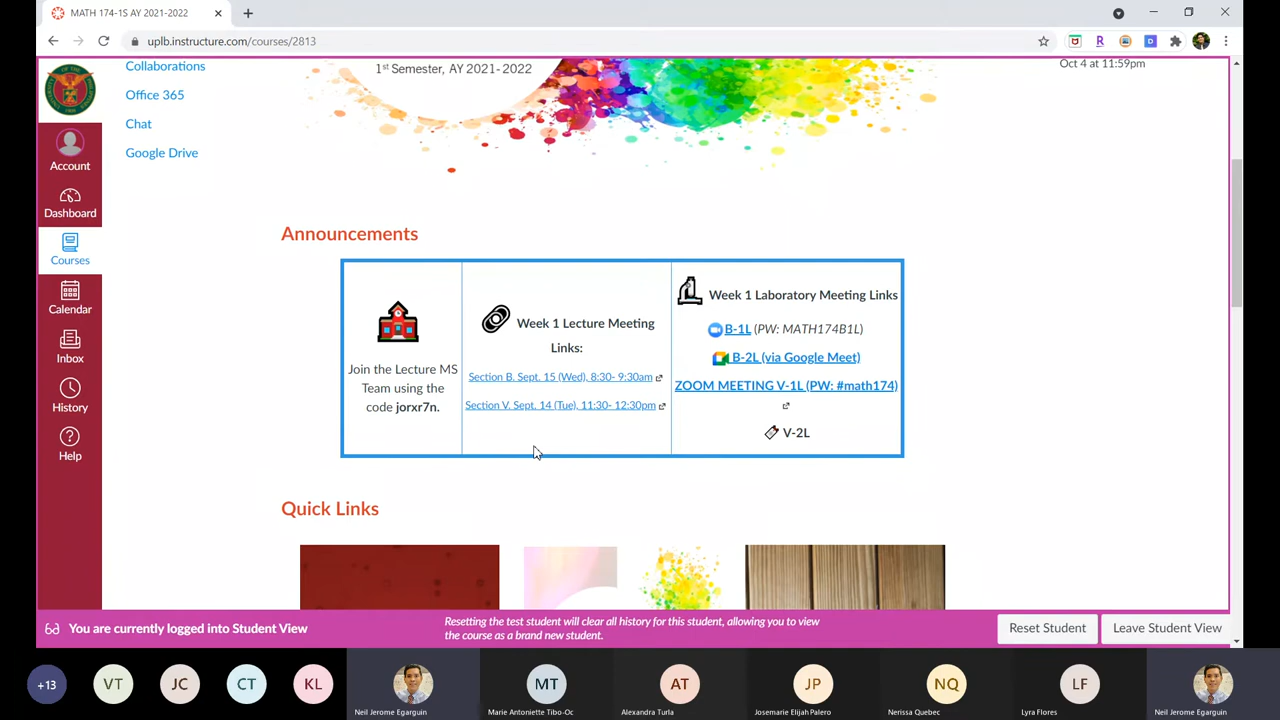 MATH 174-1S AY 2021-2022
uplb.instructure.com/courses/2813
Collaborations
Office 365
Chat
Google Drive
Account
Dashboard
Courses
Calendar
Inbox
History
Help
1st Semester, AY 2021-2022
Oct 4 at 11:59pm
Announcements
Join the Lecture MS
Team using the
code jorxr7n.
Week 1 Lecture Meeting
Links:
Section B. Sept. 15 (Wed), 8:30- 9:30am
Section V. Sept. 14 (Tue), 11:30- 12:30pm
Week 1 Laboratory Meeting Links
B-1L (PW: MATH174B1L)
B-2L (via Google Meet)
ZOOM MEETING V-1L (PW: #math174)
V-2L
Quick Links
You are currently logged into Student View
Resetting the test student will clear all history for this student, allowing you to view
the course as a brand new student.
Reset Student
Leave Student View
+13
VT
JC
CT
KL
MT
AT
JP
NQ
LF
Neil Jerome Egarguin
Marie Antoniette Tibo-Oc
Alexandra Turla
Josemarie Elijah Palero
Nerissa Quebec
Lyra Flores
Neil Jerome Egarguin